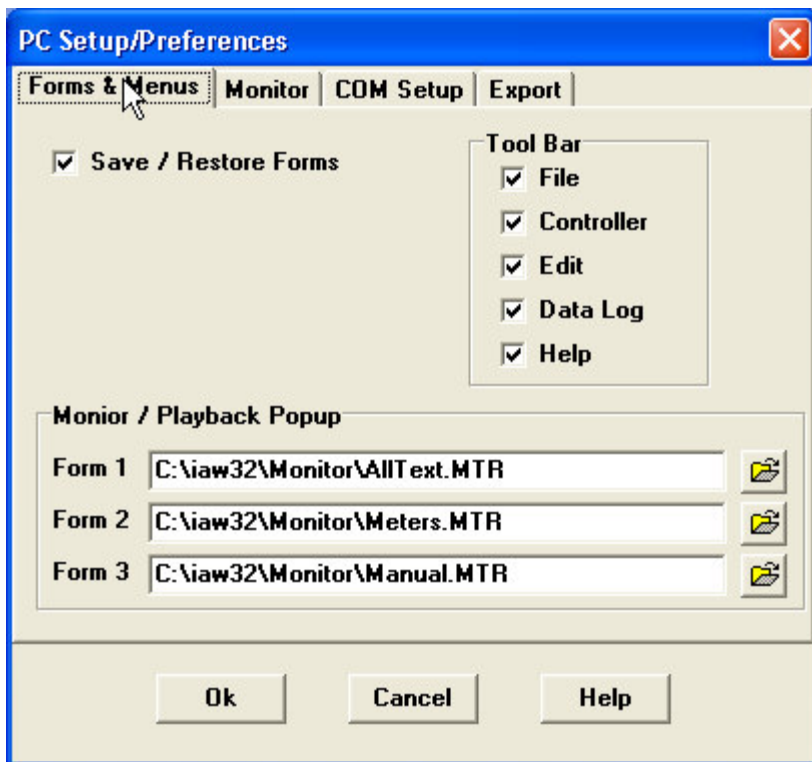 PC Setup/Preferences
Forms & Menus Monitor COM Setup Export
Save / Restore Forms
Tool Bar
File
Controller
Edit
Data Log
Help
Monior / Playback Popup
Form 1 C:\iaw32\Monitor\AllText.MTR
Form 2 C:\iaw32\Monitor\Meters.MTR
Form 3 C:\iaw32\Monitor\Manual.MTR
Ok Cancel Help